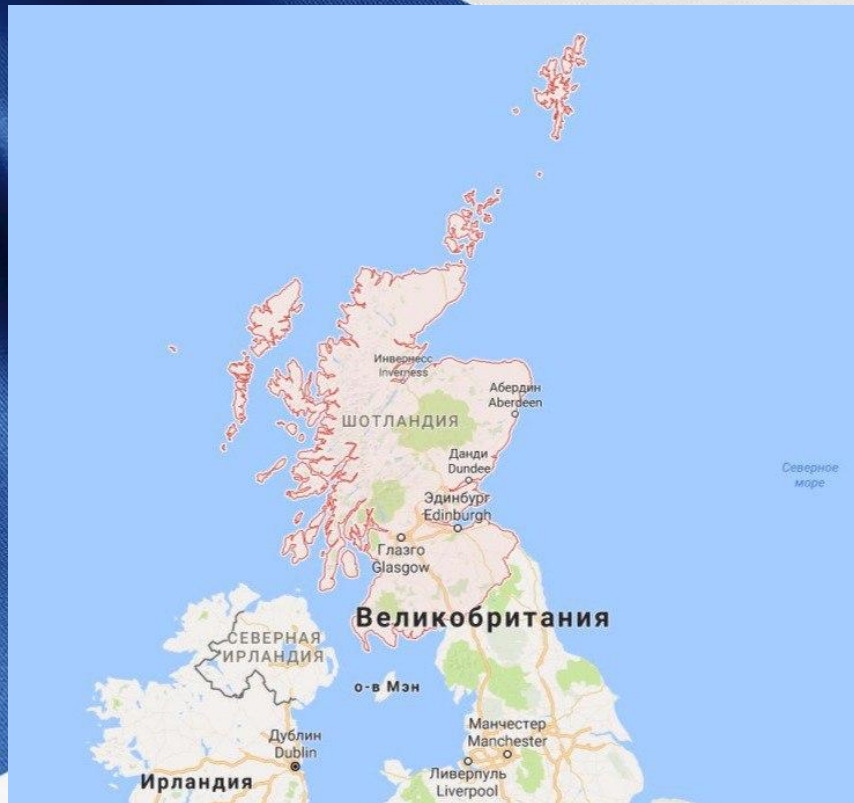 Инвернесс
Inverness
Абердин
Aberdeen
ШОТЛАНДИЯ
Данди
Dundee
Северное
море
Эдинбург
Edinburgh
Глазго
Glasgow
Великобритания
СЕВЕРНАЯ
ИРЛАНДИЯ
о-в Мэн
Манчестер
Manchester
Дублин
Dublin
Ливерпуль
Liverpool
Ирландия